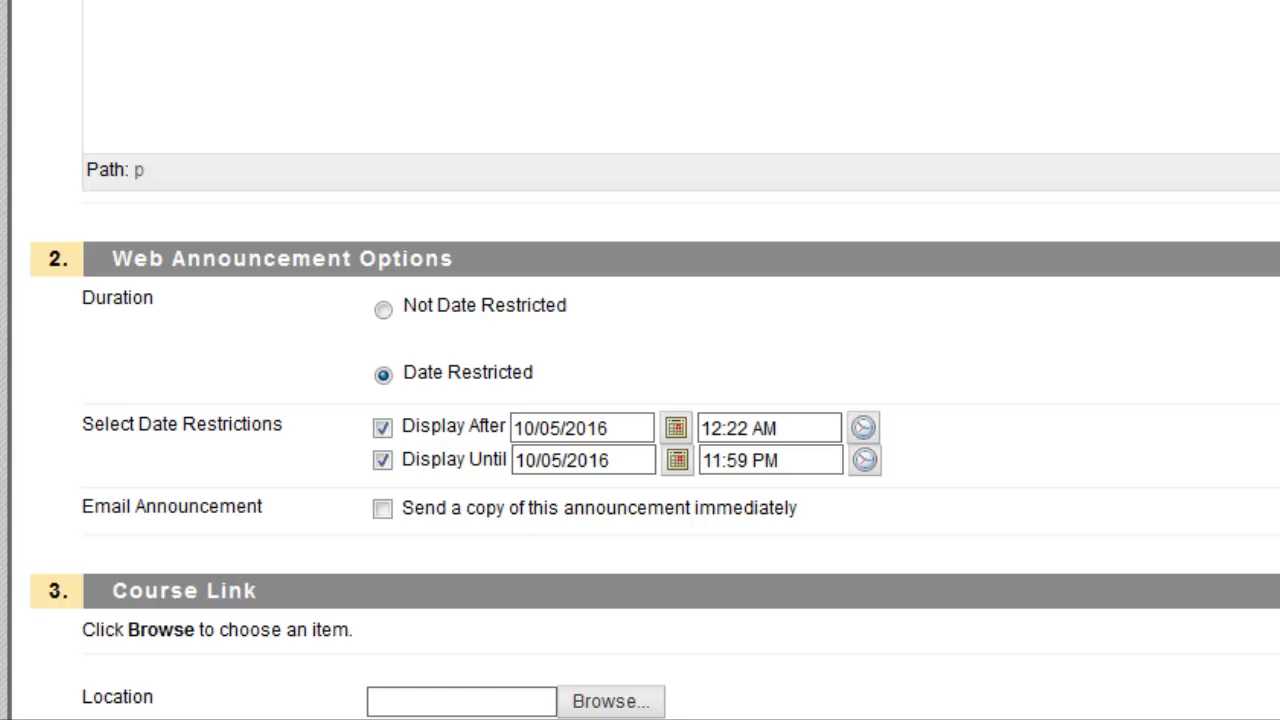 Path: p
2. Web Announcement Options
Duration
Not Date Restricted
Date Restricted
Select Date Restrictions
Display After 10/05/2016 12:22 AM
Display Until 10/05/2016 11:59 PM
Email Announcement
Send a copy of this announcement immediately
3. Course Link
Click Browse to choose an item.
Location
Browse...